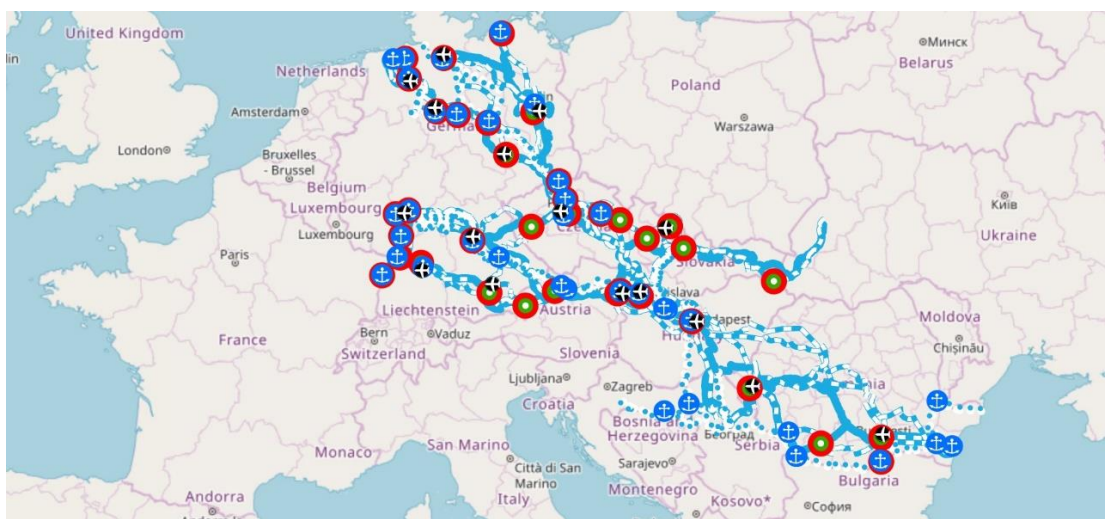 United Kingdom
Минск
Belarus
Netherlands
Poland
Amsterdam
Warszawa
London
Bruxelles
- Brussel
Belgium
Luxembourg
Київ
Luxembourg
Ukraine
Paris
Slovakia
Liechtenstein
Austria
Moldova
France
Bern
Vaduz
Chișinău
Switzerland
Slovenia
Ljubljana
Zagreb
Croatia
Bosnia an
Herzegovina
Београд
Serbia
San Marino
Monaco
Città di San
Marino
Sarajevo
Bulgaria
Montenegro
Kosovo*
София
Andorra
Italy